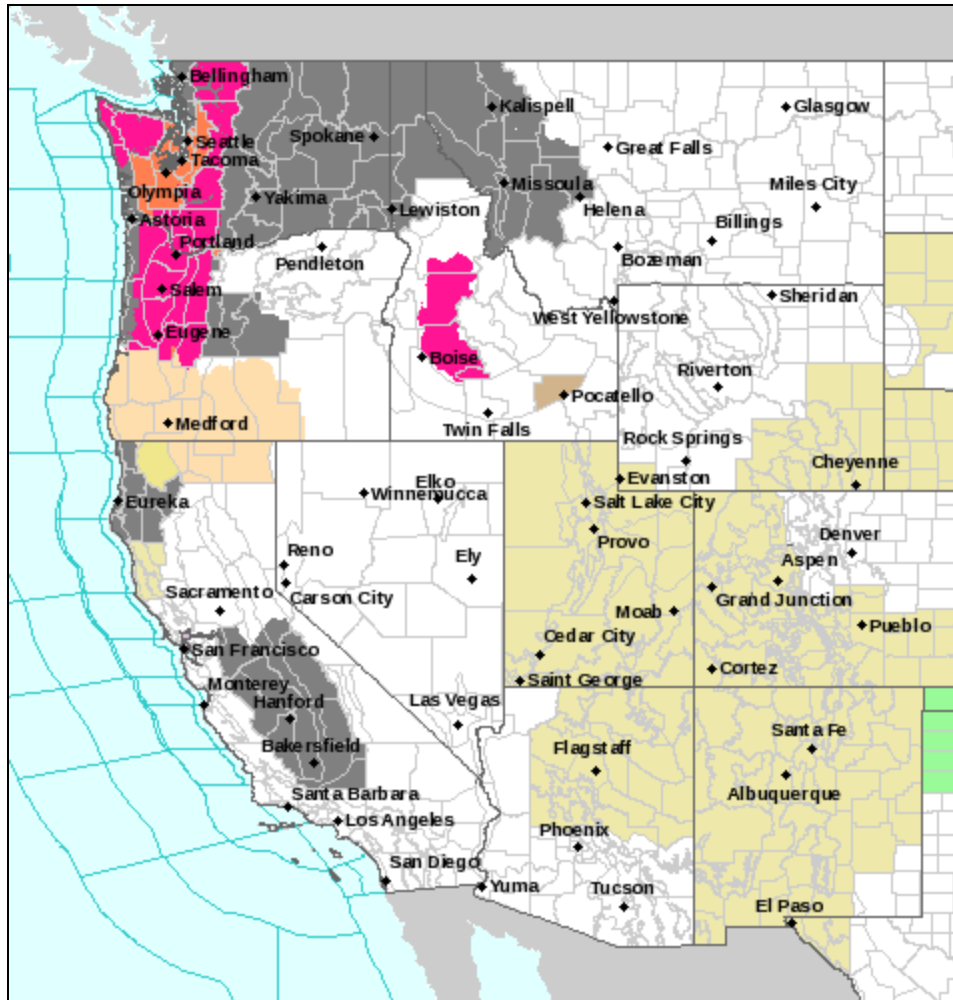 Bellingham
Kalispell
Glasgow
Spokane
Seattle
Great Falls
Tacoma
Olympia
Missoula
Miles City
Yakima
Lewiston
Helena
Astoria
Billings
Portland
Pendleton
Bozeman
Salem
Sheridan
West Yellowstone
Eugene
Boise
Riverton
Pocatello
Medford
Twin Falls
Rock Springs
Cheyenne
Elko
Evanston
Winnemucca
Eureka
Salt Lake City
Provo
Denver
Reno
Ely
Aspen
Sacramento
Carson City
Grand Junction
Moab
Pueblo
Cedar City
San Francisco
Cortez
Saint George
Monterey
Hanford
Las Vegas
Santa Fe
Bakersfield
Flagstaff
Albuquerque
Santa Barbara
Los Angeles
Phoenix
San Diego
Yuma
Tucson
El Paso